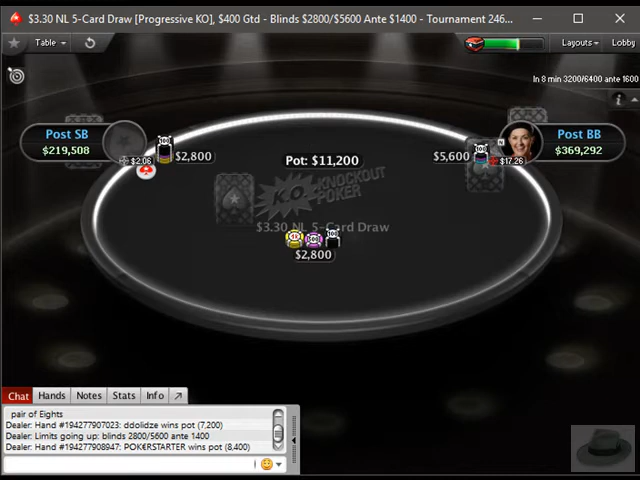 $3.30 NL 5-Card Draw [Progressive KO], $400 Gtd - Blinds $2800/$5600 Ante $1400 - Tournament 246...
Table
Layouts
Lobby
In 8 min 3200/6400 ante 1600
i
Post SB
$219,508
$2.06
100
$2,800
Pot: $11,200
$5,600
100
N
$17.26
Post BB
$369,292
K.O. KNOCKOUT POKER
$3.30 NL 5-Card Draw
$2,800
Chat
Hands
Notes
Stats
Info
pair of Eights
Dealer: Hand #194277907023: ddolidze wins pot (7,200)
Dealer: Limits going up: blinds 2800/5600 ante 1400
Dealer: Hand #194277908947: POK€RSTARTER wins pot (8,400)